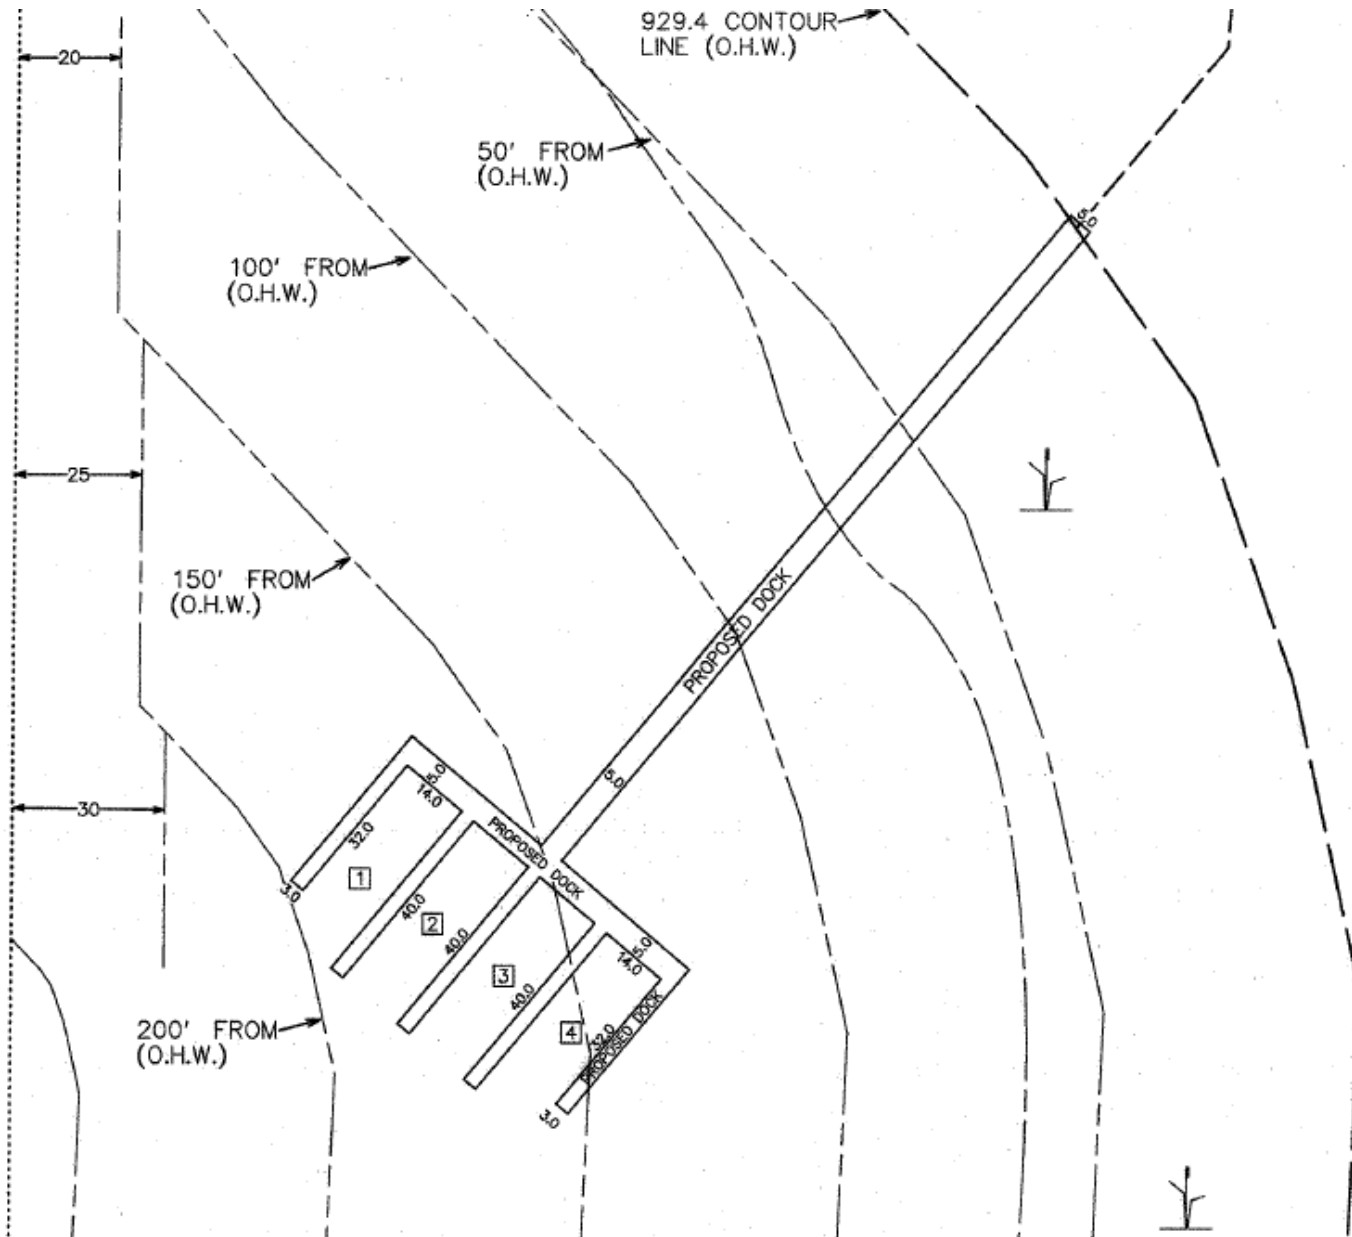 929.4 CONTOUR
LINE (O.H.W.)
20
50' FROM
(O.H.W.)
5.0
100' FROM
(O.H.W.)
25
150' FROM
(O.H.W.)
PROPOSED DOCK
5.0
5.0
14.0
30
32.0
PROPOSED DOCK
1
3.0
40.0
2
40.0
5.0
14.0
3
40.0
200' FROM
(O.H.W.)
4
32.0
PROPOSED DOCK
3.0